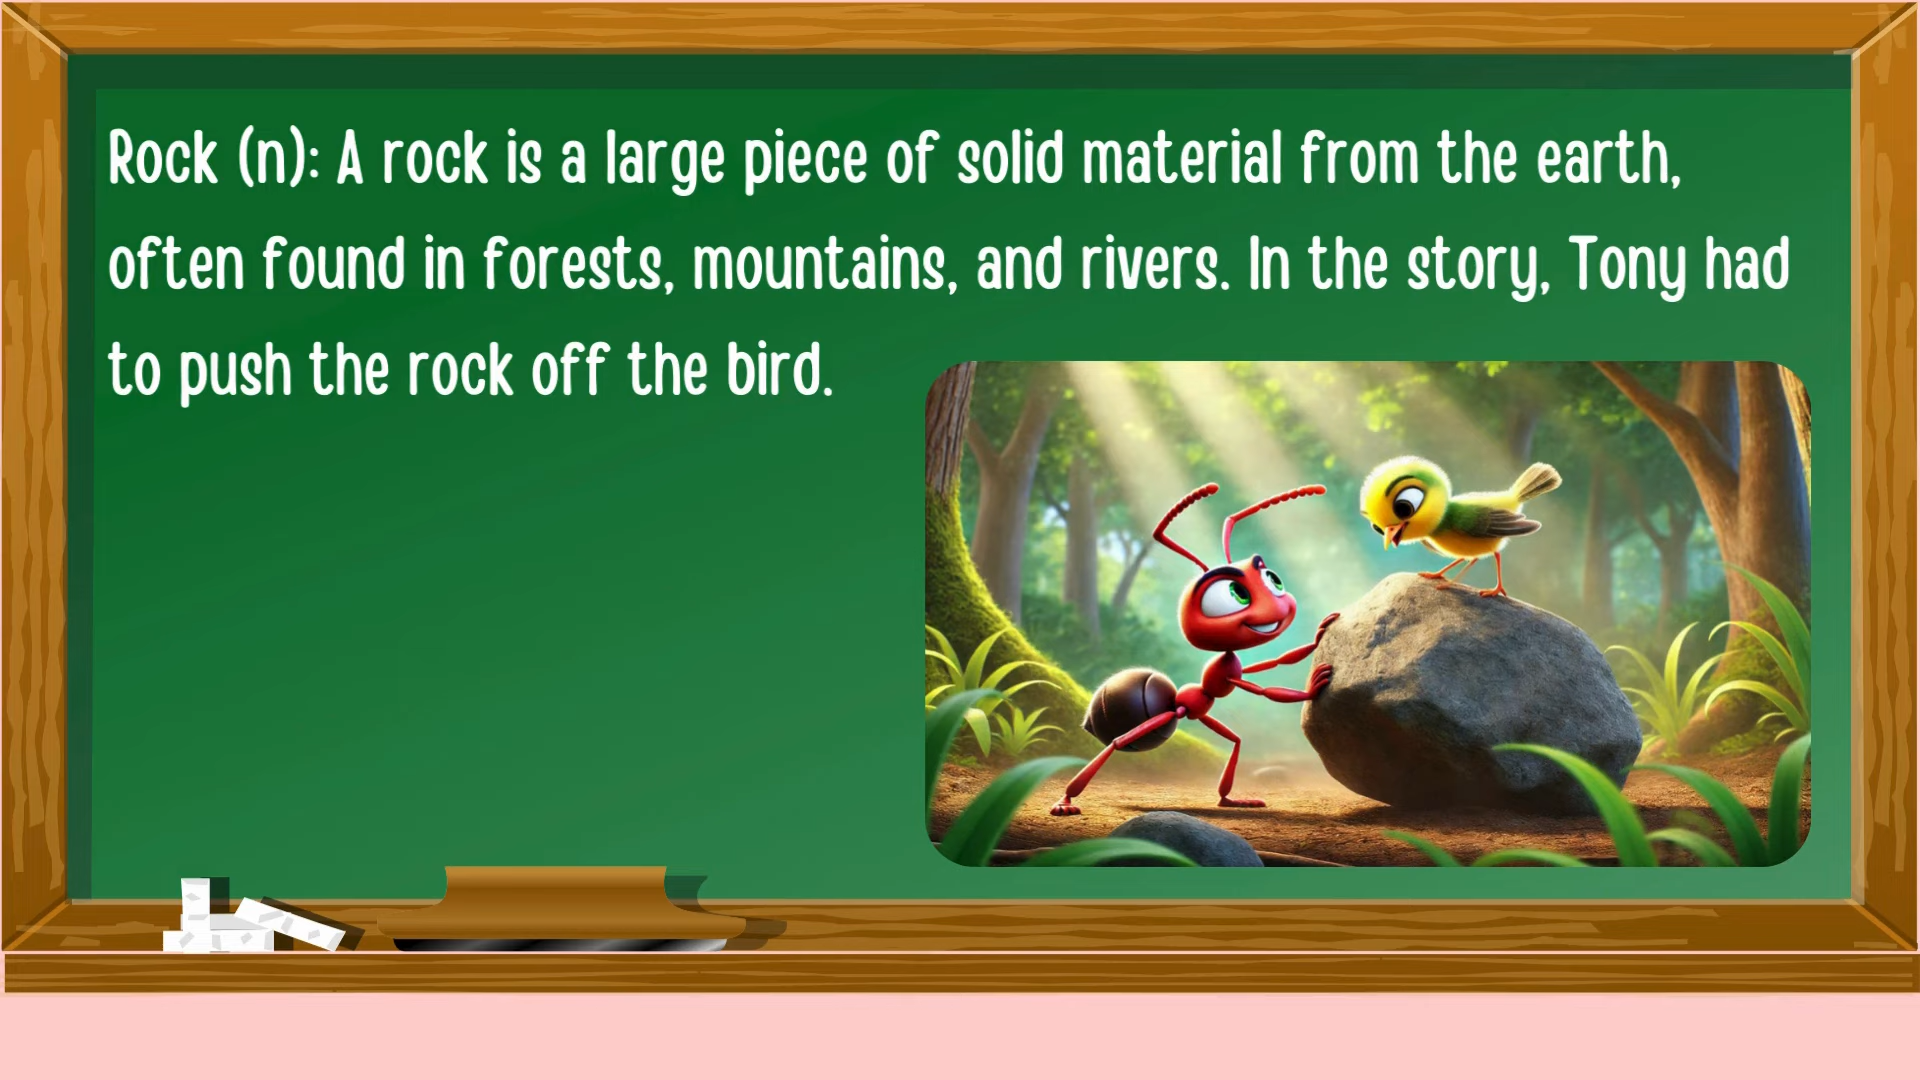 Rock (n): A rock is a large piece of solid material from the earth,
often found in forests, mountains, and rivers. In the story, Tony had
to push the rock off the bird.